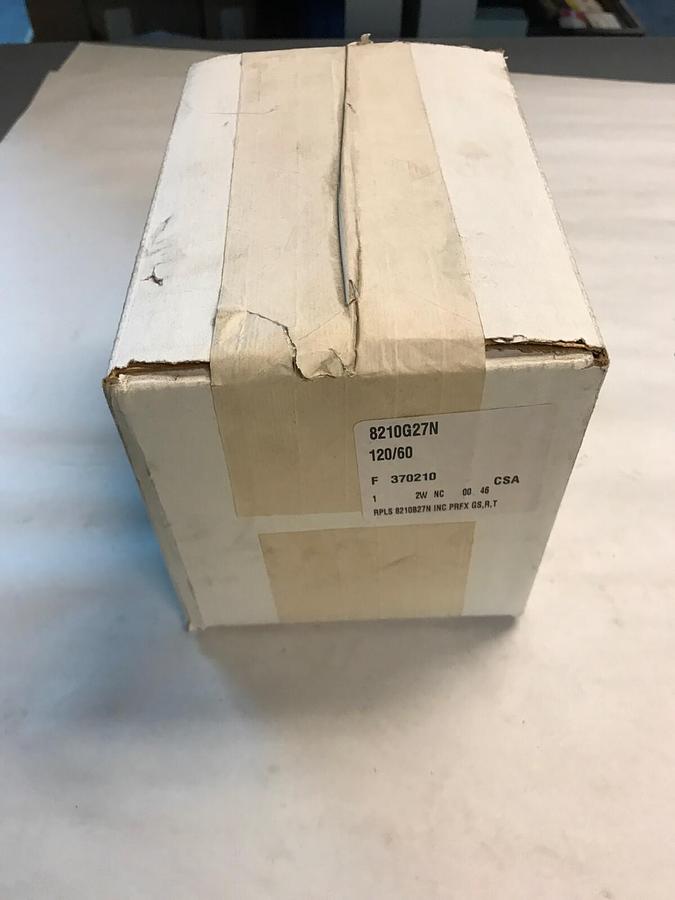 8210G27N
120/60
F 370210 CSA
1 2W NC 00 46
RPLS 8210B27N INC PRFX GS,R,T